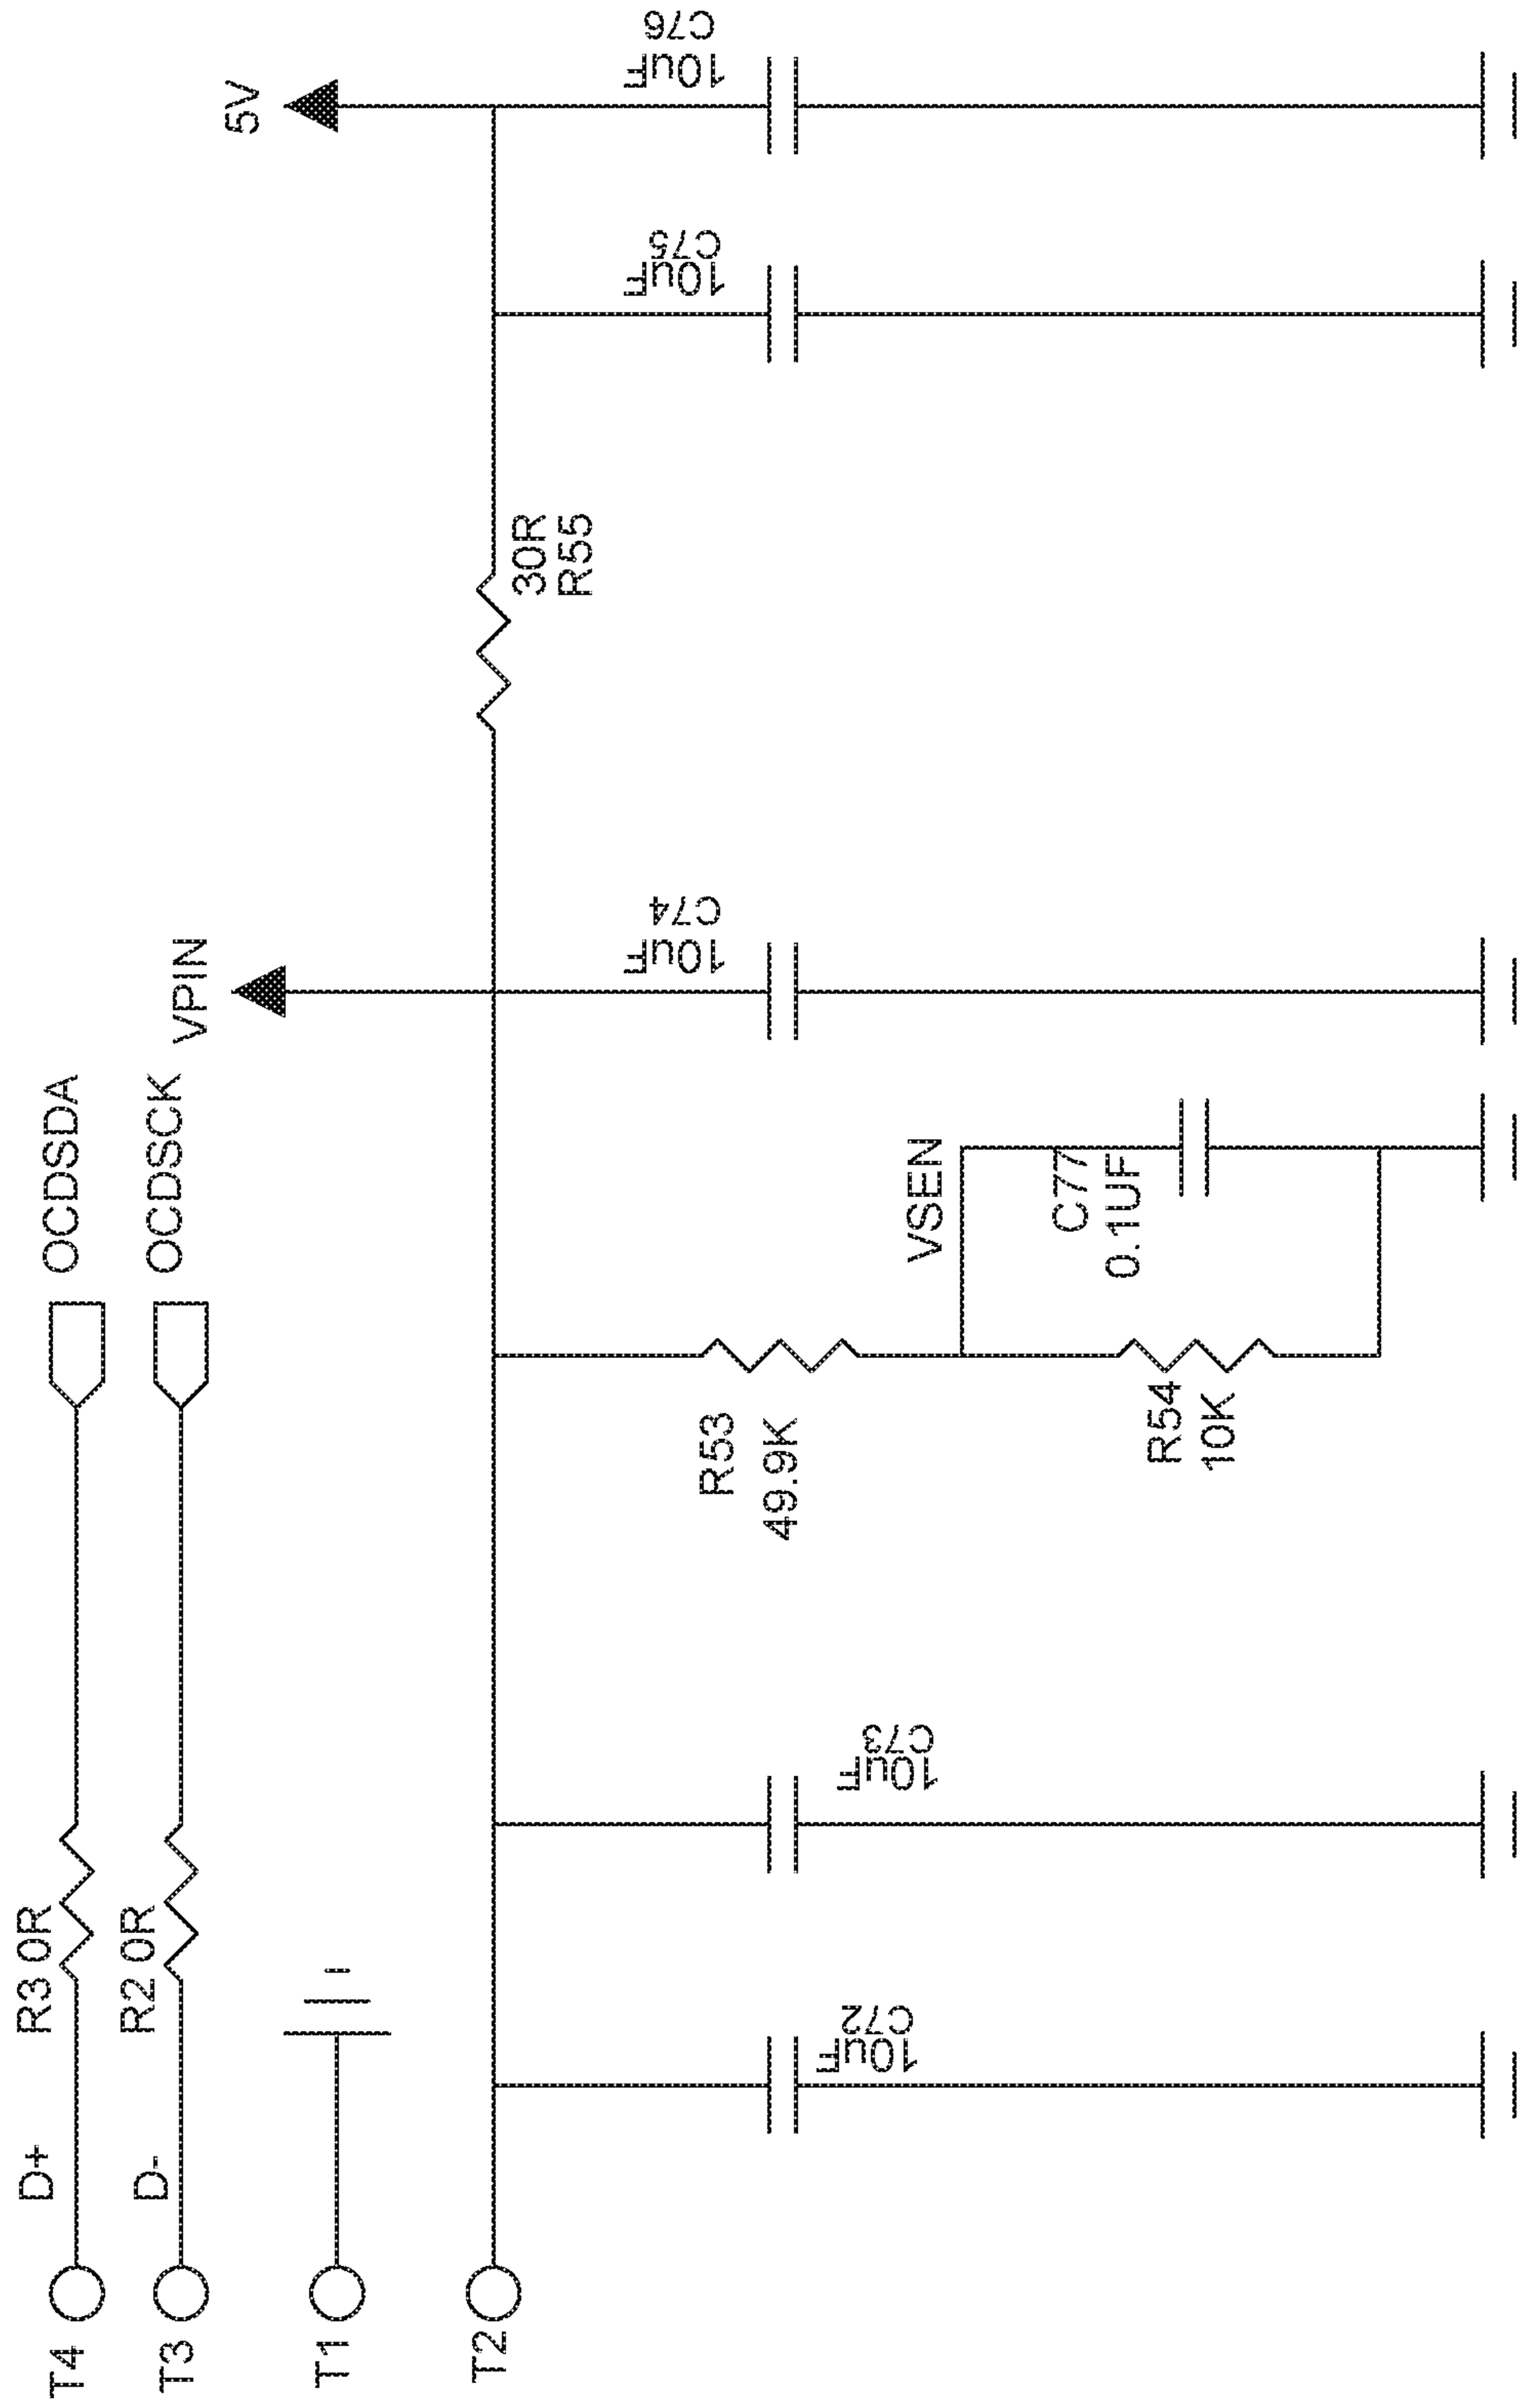 T4
D+
R3 0R
OCDSDA
T3
D-
R2 0R
OCDSCK
T1
VPIN
5V
T2
30R
R55
C72
10uF
C73
10uF
R53
49.9K
VSEN
C77
0.1UF
R54
10K
C74
10uF
C75
10uF
C76
10uF